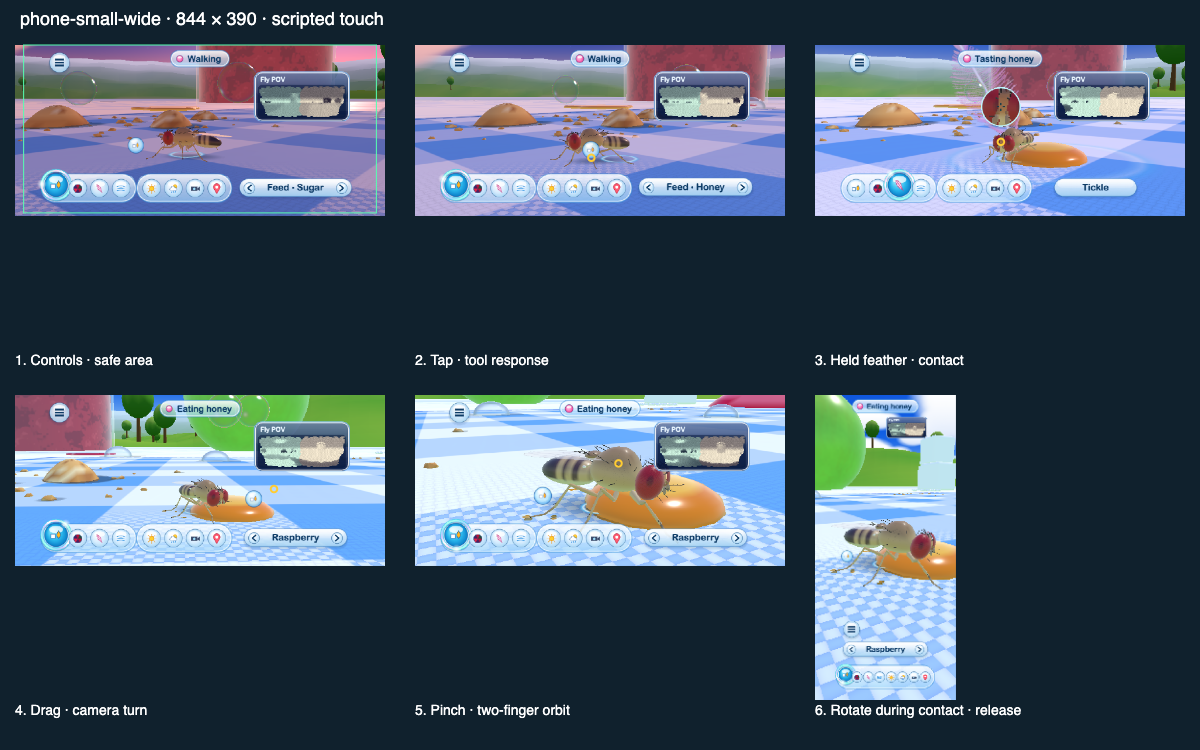 phone-small-wide · 844 × 390 · scripted touch
Walking
Fly POV
Feed · Sugar
1. Controls · safe area
Walking
Fly POV
Feed · Honey
2. Tap · tool response
Tasting honey
Fly POV
Tickle
3. Held feather · contact
Eating honey
Fly POV
Raspberry
4. Drag · camera turn
Eating honey
Fly POV
Raspberry
5. Pinch · two-finger orbit
Eating honey
Raspberry
6. Rotate during contact · release